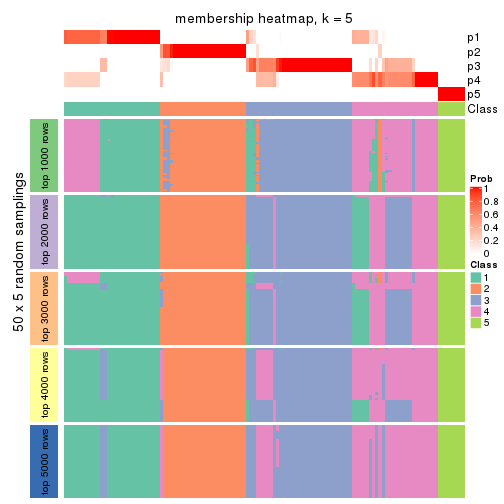 membership heatmap, k = 5
p1
p2
p3
p4
p5
Class
50 x 5 random samplings
top 1000 rows
top 2000 rows
top 3000 rows
top 4000 rows
top 5000 rows
Prob
1
0.8
0.6
0.4
0.2
0
Class
1
2
3
4
5